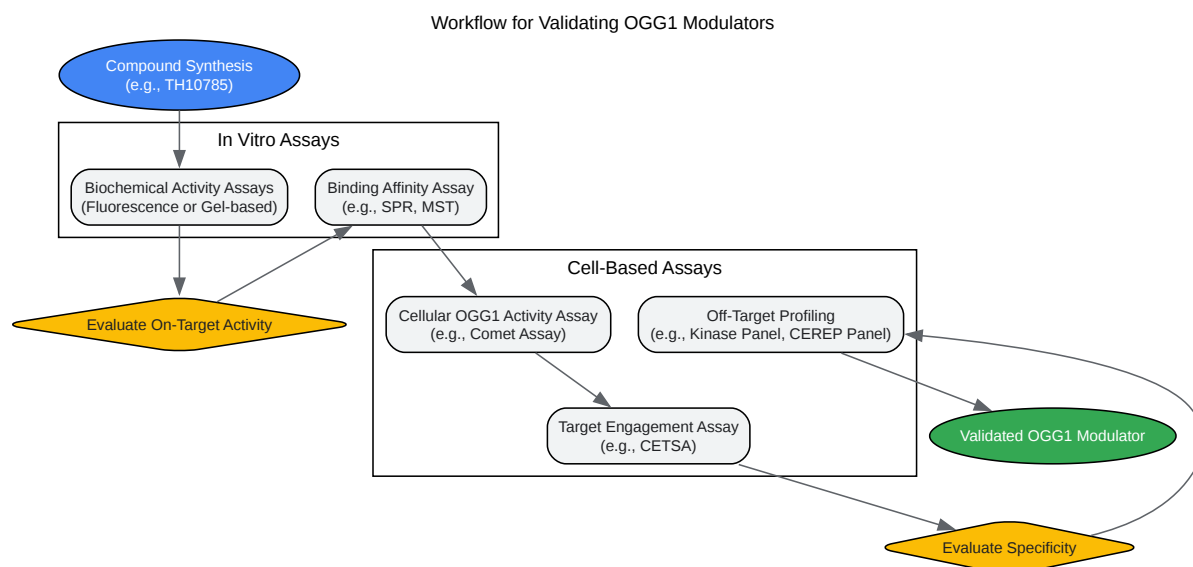 Workflow for Validating OGG1 Modulators
Compound Synthesis
(e.g., TH10785)
In Vitro Assays
Biochemical Activity Assays
(Fluorescence or Gel-based)
Binding Affinity Assay
(e.g., SPR, MST)
Evaluate On-Target Activity
Cell-Based Assays
Cellular OGG1 Activity Assay
(e.g., Comet Assay)
Off-Target Profiling
(e.g., Kinase Panel, CEREP Panel)
Target Engagement Assay
(e.g., CETSA)
Validated OGG1 Modulator
Evaluate Specificity